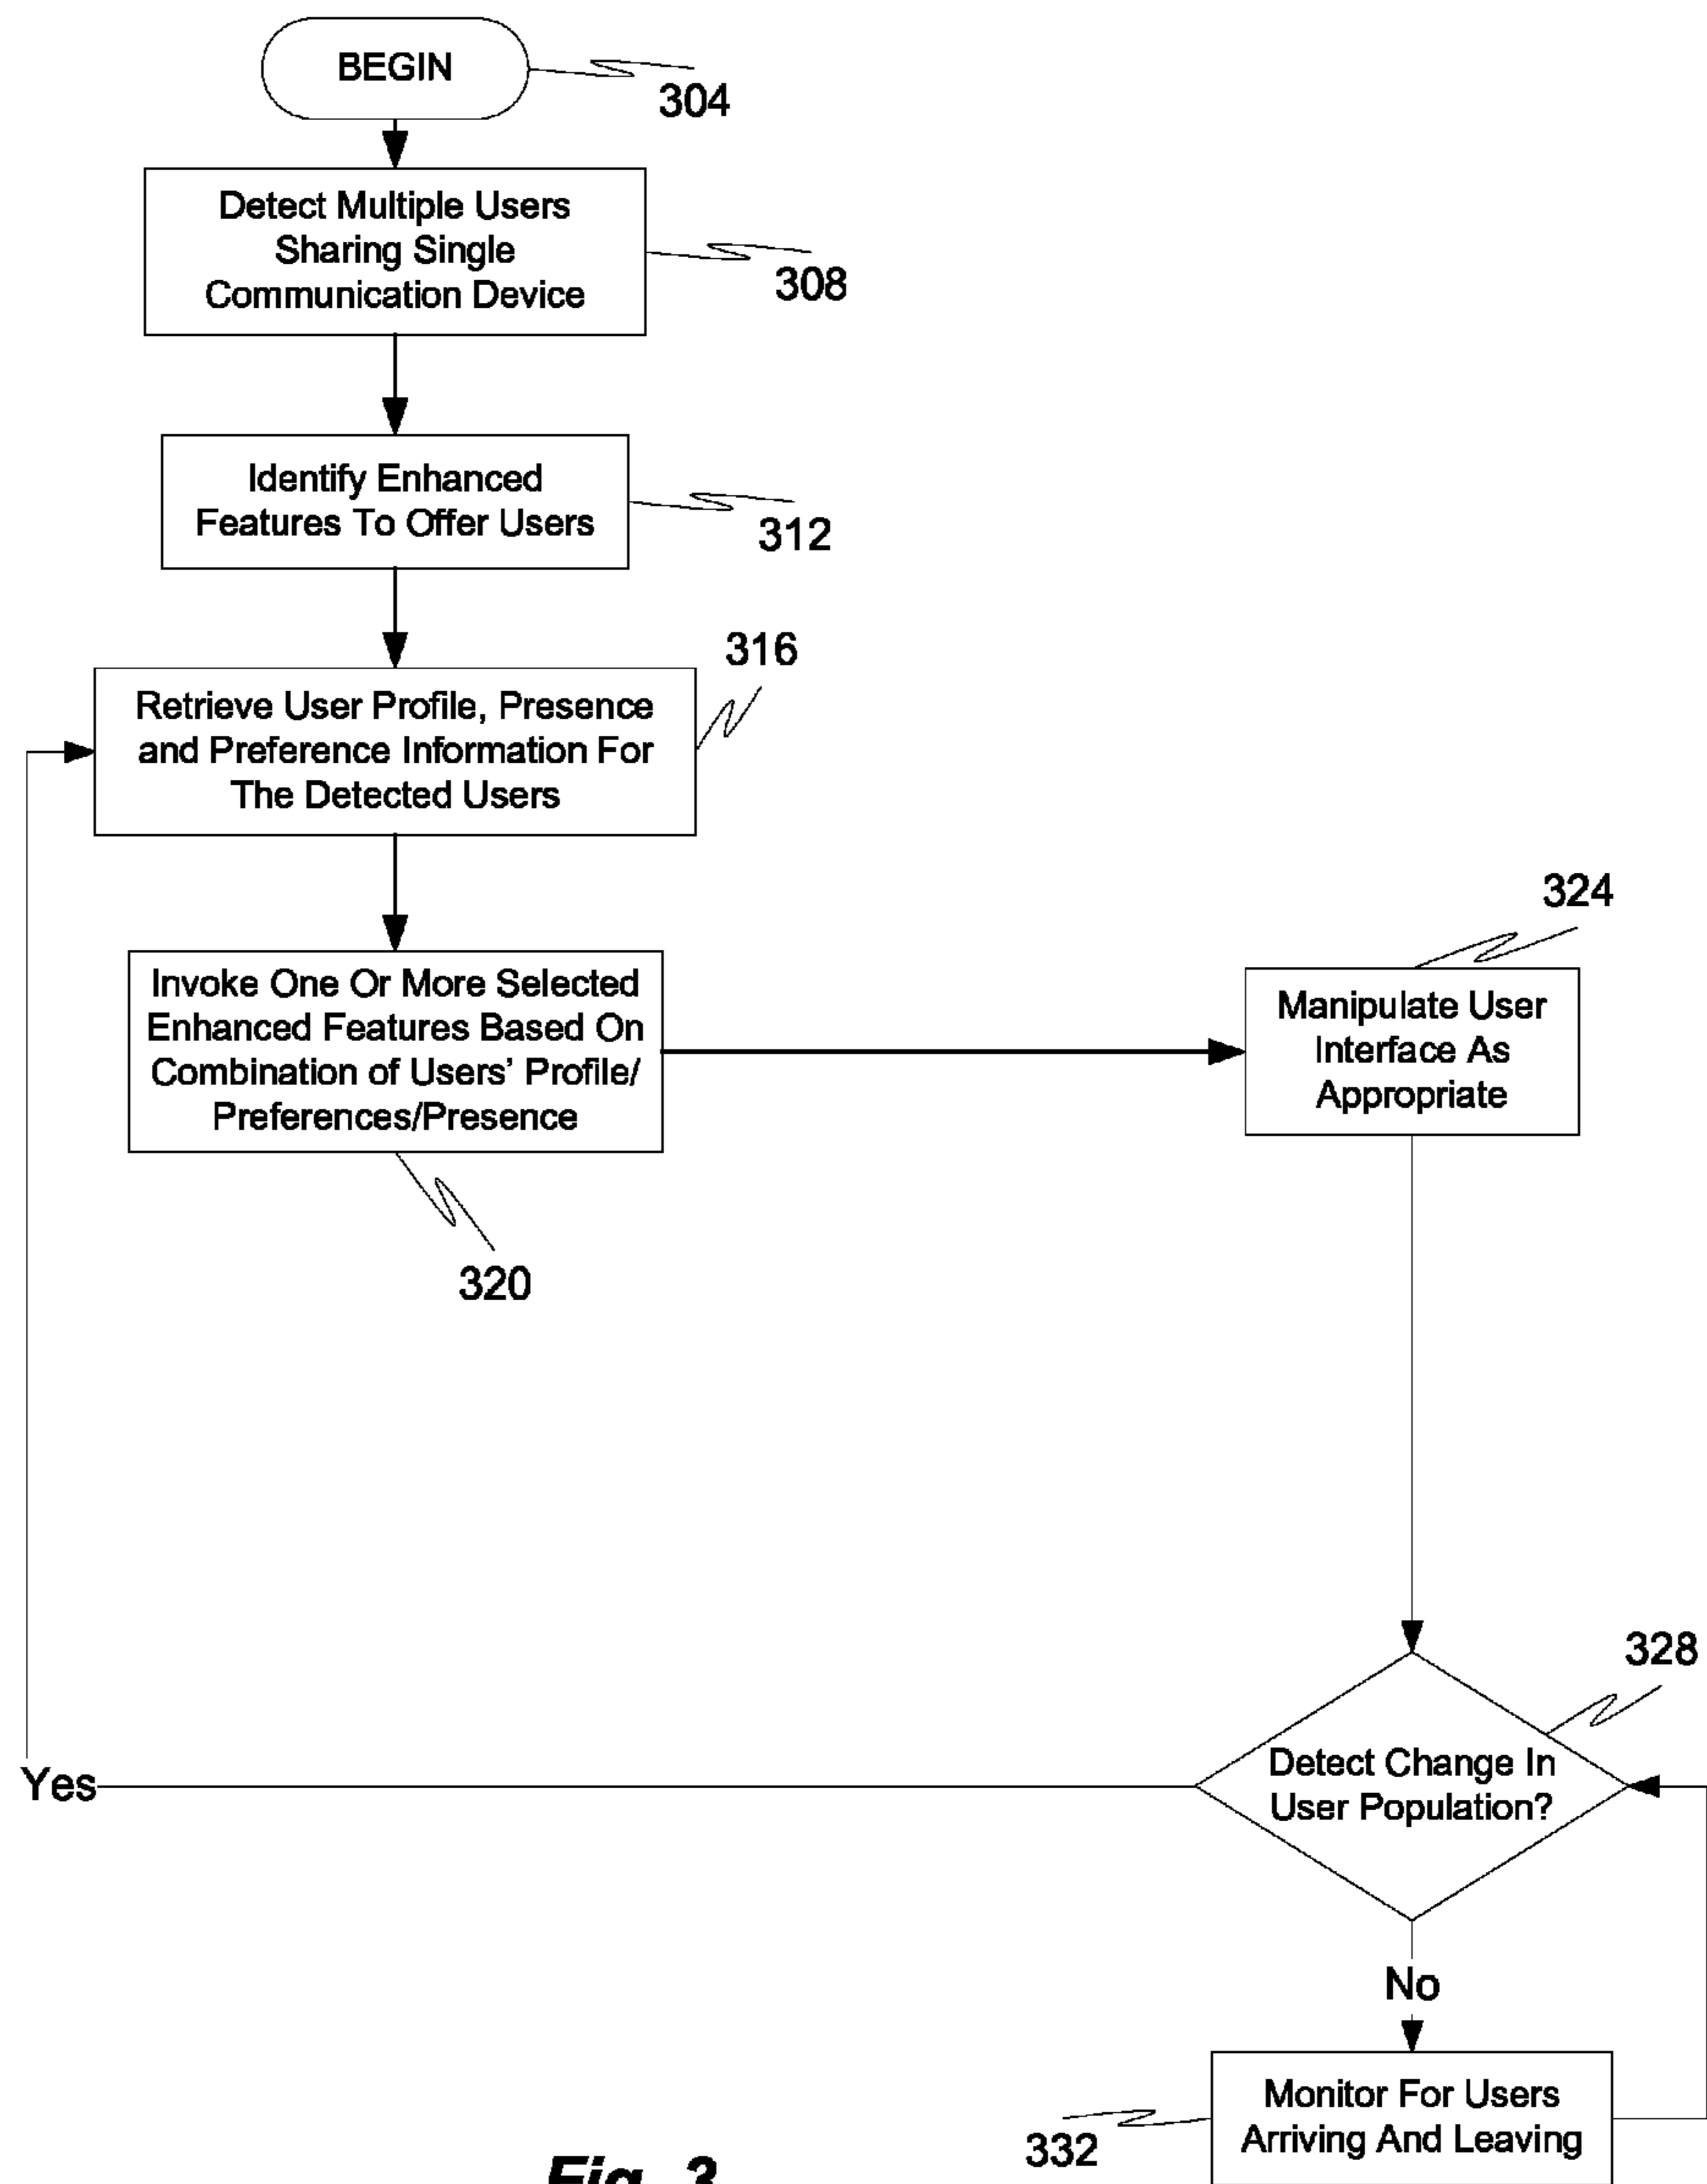 BEGIN
304
Detect Multiple Users
Sharing Single
Communication Device
308
Identify Enhanced
Features To Offer Users
312
316
Retrieve User Profile, Presence
and Preference Information For
The Detected Users
324
Invoke One Or More Selected
Enhanced Features Based On
Combination of Users’ Profile/
Preferences/Presence
Manipulate User
Interface As
Appropriate
320
328
Detect Change In
User Population?
Yes
No
Monitor For Users
Arriving And Leaving
332
Fig. 3